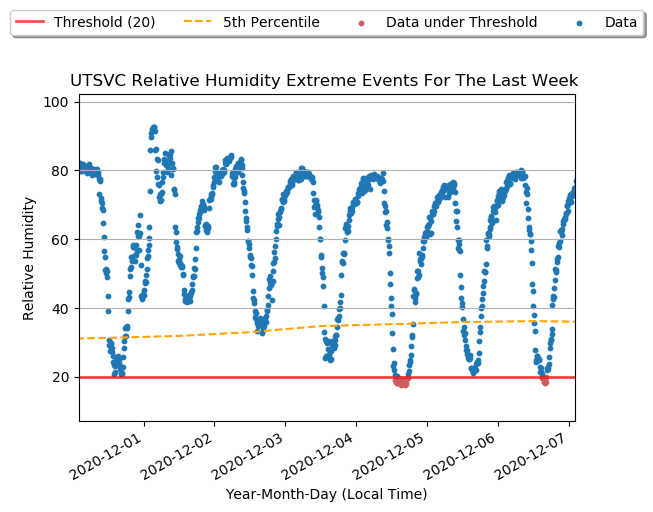 Threshold (20) 5th Percentile Data under Threshold Data
UTSVC Relative Humidity Extreme Events For The Last Week
100
80
60
40
20
Relative Humidity
2020-12-01 2020-12-02 2020-12-03 2020-12-04 2020-12-05 2020-12-06 2020-12-07
Year-Month-Day (Local Time)